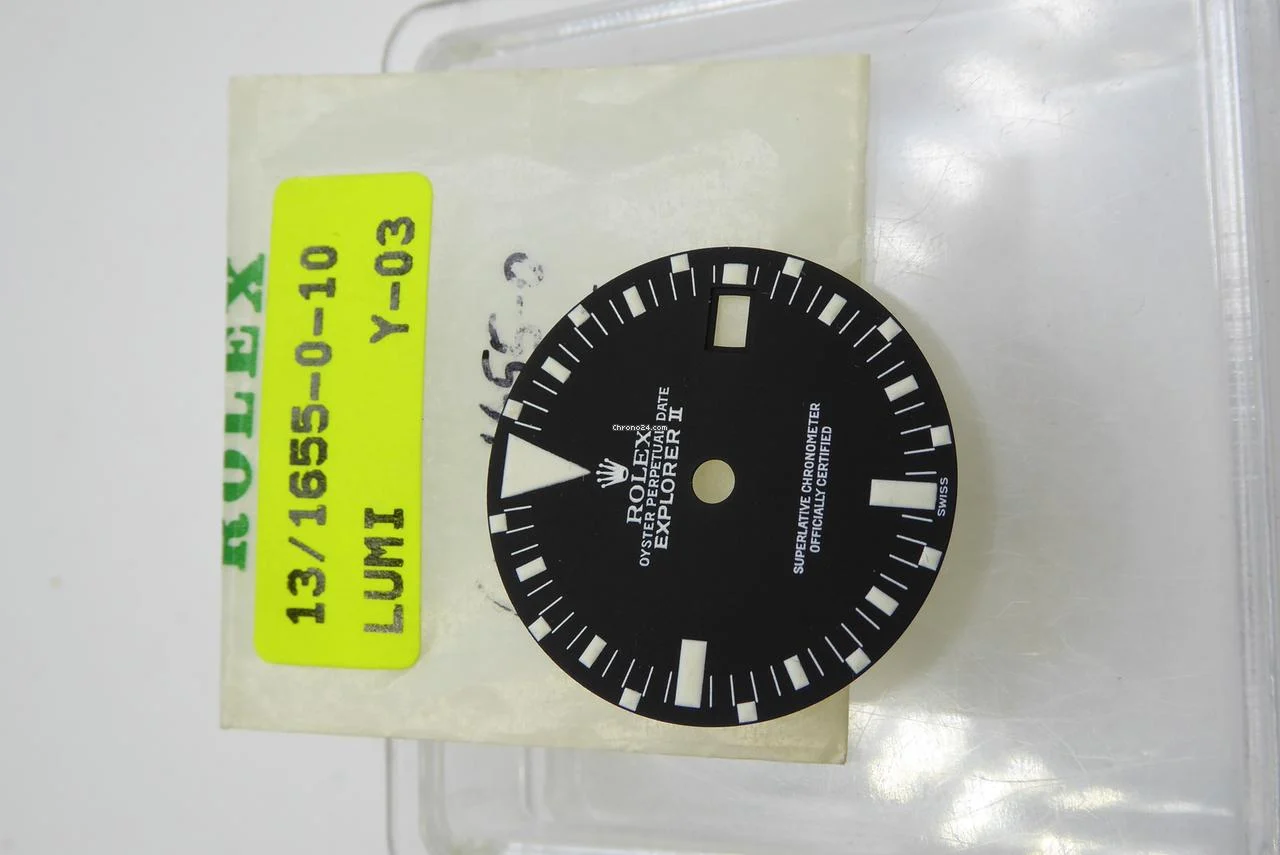 ROLEX
13/1655-0-10
LUMI Y-03
1655-0
ROLEX
OYSTER PERPETUAL DATE
EXPLORER II
SUPERLATIVE CHRONOMETER
OFFICIALLY CERTIFIED
SWISS
Chrono24.com